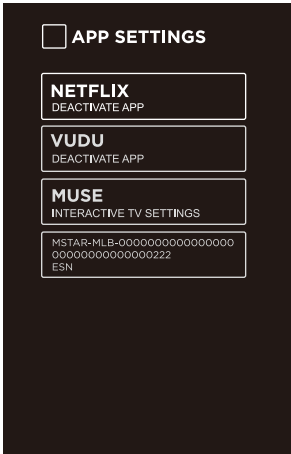 APP SETTINGS
NETFLIX
DEACTIVATE APP
VUDU
DEACTIVATE APP
MUSE
INTERACTIVE TV SETTINGS
MSTAR-MLB-0000000000000000
00000000000000222
ESN